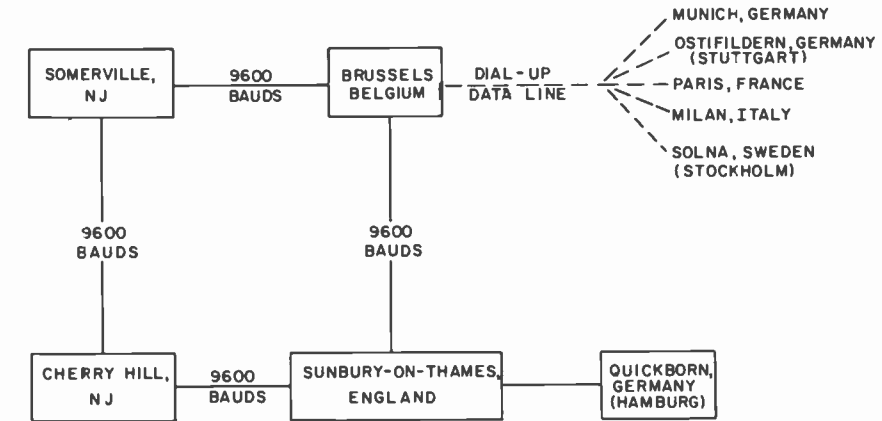 SOMERVILLE,
NJ
9600
BAUDS
BRUSSELS
BELGIUM
DIAL-UP
DATA LINE
MUNICH, GERMANY
OSTIFILDERN, GERMANY
(STUTTGART)
PARIS, FRANCE
MILAN, ITALY
SOLNA, SWEDEN
(STOCKHOLM)
9600
BAUDS
9600
BAUDS
CHERRY HILL,
NJ
9600
BAUDS
SUNBURY-ON-THAMES,
ENGLAND
QUICKBORN,
GERMANY
(HAMBURG)